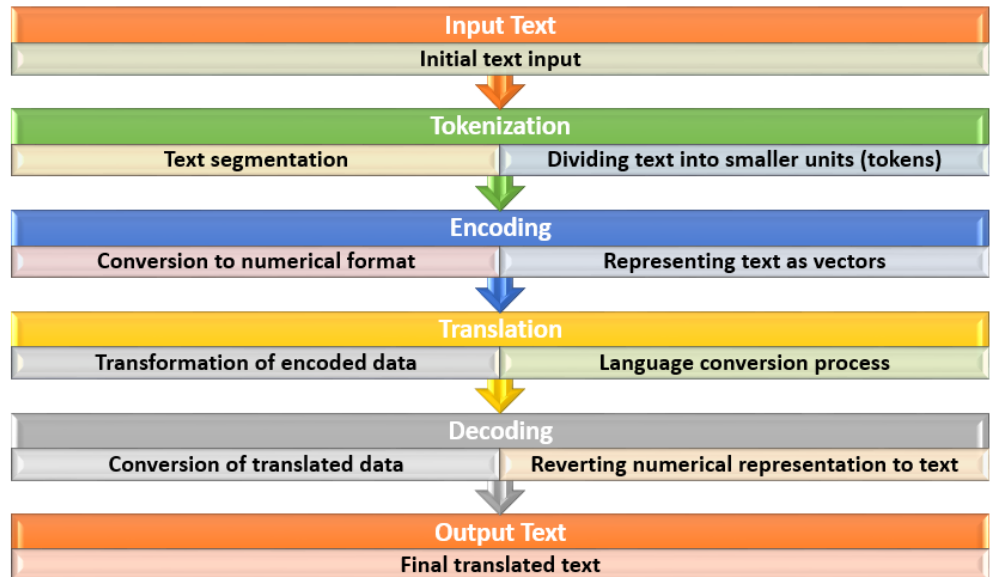 Input Text
Initial text input
Tokenization
Text segmentation
Dividing text into smaller units (tokens)
Encoding
Conversion to numerical format
Representing text as vectors
Translation
Transformation of encoded data
Language conversion process
Decoding
Conversion of translated data
Reverting numerical representation to text
Output Text
Final translated text